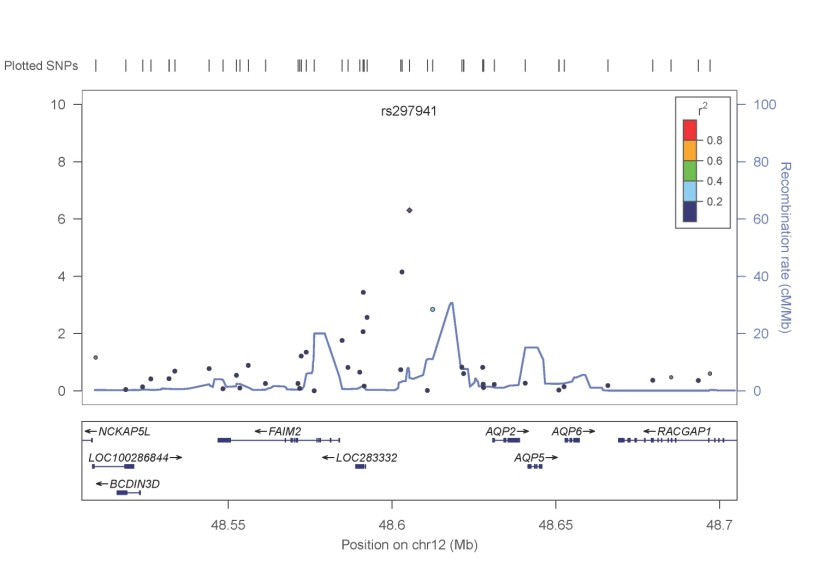 Plotted SNPs
rs297941
r2
0.8
0.6
0.4
0.2
10
8
6
4
2
0
100
80
60
40
20
0
Recombination rate (cM/Mb)
←NCKAP5L
←FAIM2
AQP2→
AQP6→
←RACGAP1
LOC100286844→
←LOC283332
AQP5→
←BCDIN3D
48.55
48.6
48.65
48.7
Position on chr12 (Mb)